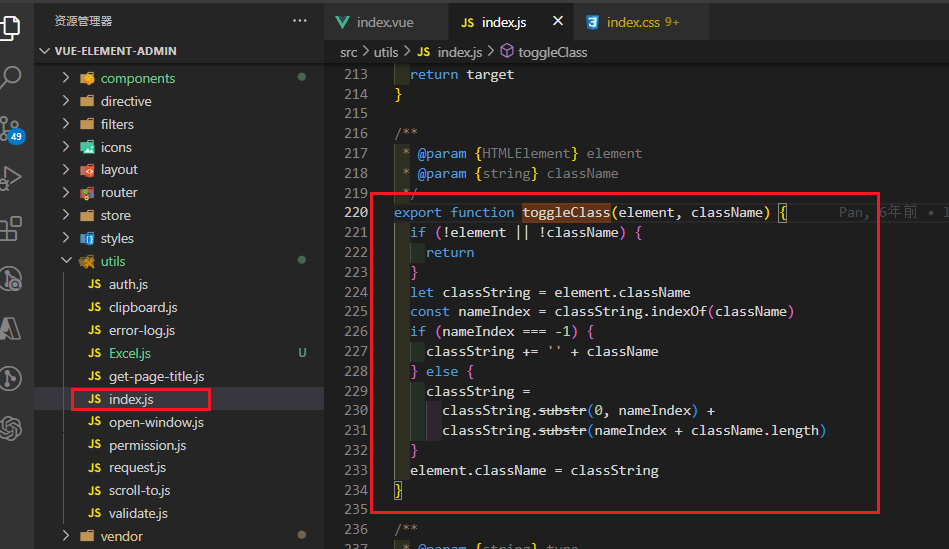 资源管理器
VUE-ELEMENT-ADMIN
components
directive
filters
icons
layout
router
store
styles
utils
JS auth.js
JS clipboard.js
JS error-log.js
JS Excel.js U
JS get-page-title.js
JS index.js
JS open-window.js
JS permission.js
JS request.js
JS scroll-to.js
JS validate.js
vendor
49
index.vue
JS index.js
index.css 9+
src > utils > JS index.js > toggleClass
213 return target
214 }
215
216 /**
217 * @param {HTMLElement} element
218 * @param {string} className
219 */
220 export function toggleClass(element, className) { Pan, 6年前 •
221 if (!element || !className) {
222 return
223 }
224 let classString = element.className
225 const nameIndex = classString.indexOf(className)
226 if (nameIndex === -1) {
227 classString += '' + className
228 } else {
229 classString =
230 classString.substr(0, nameIndex) +
231 classString.substr(nameIndex + className.length)
232 }
233 element.className = classString
234 }
235
236 /**
237 * @param {string} type